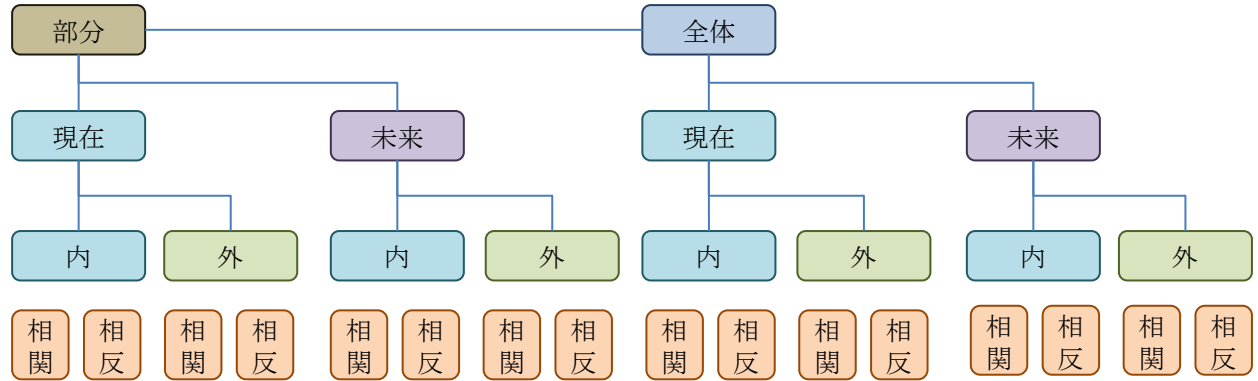 部分 全体
現在 未来 現在 未来
内 外 内 外 内 外 内 外
相関 相反 相関 相反 相関 相反 相関 相反 相関 相反 相関 相反 相関 相反 相関 相反